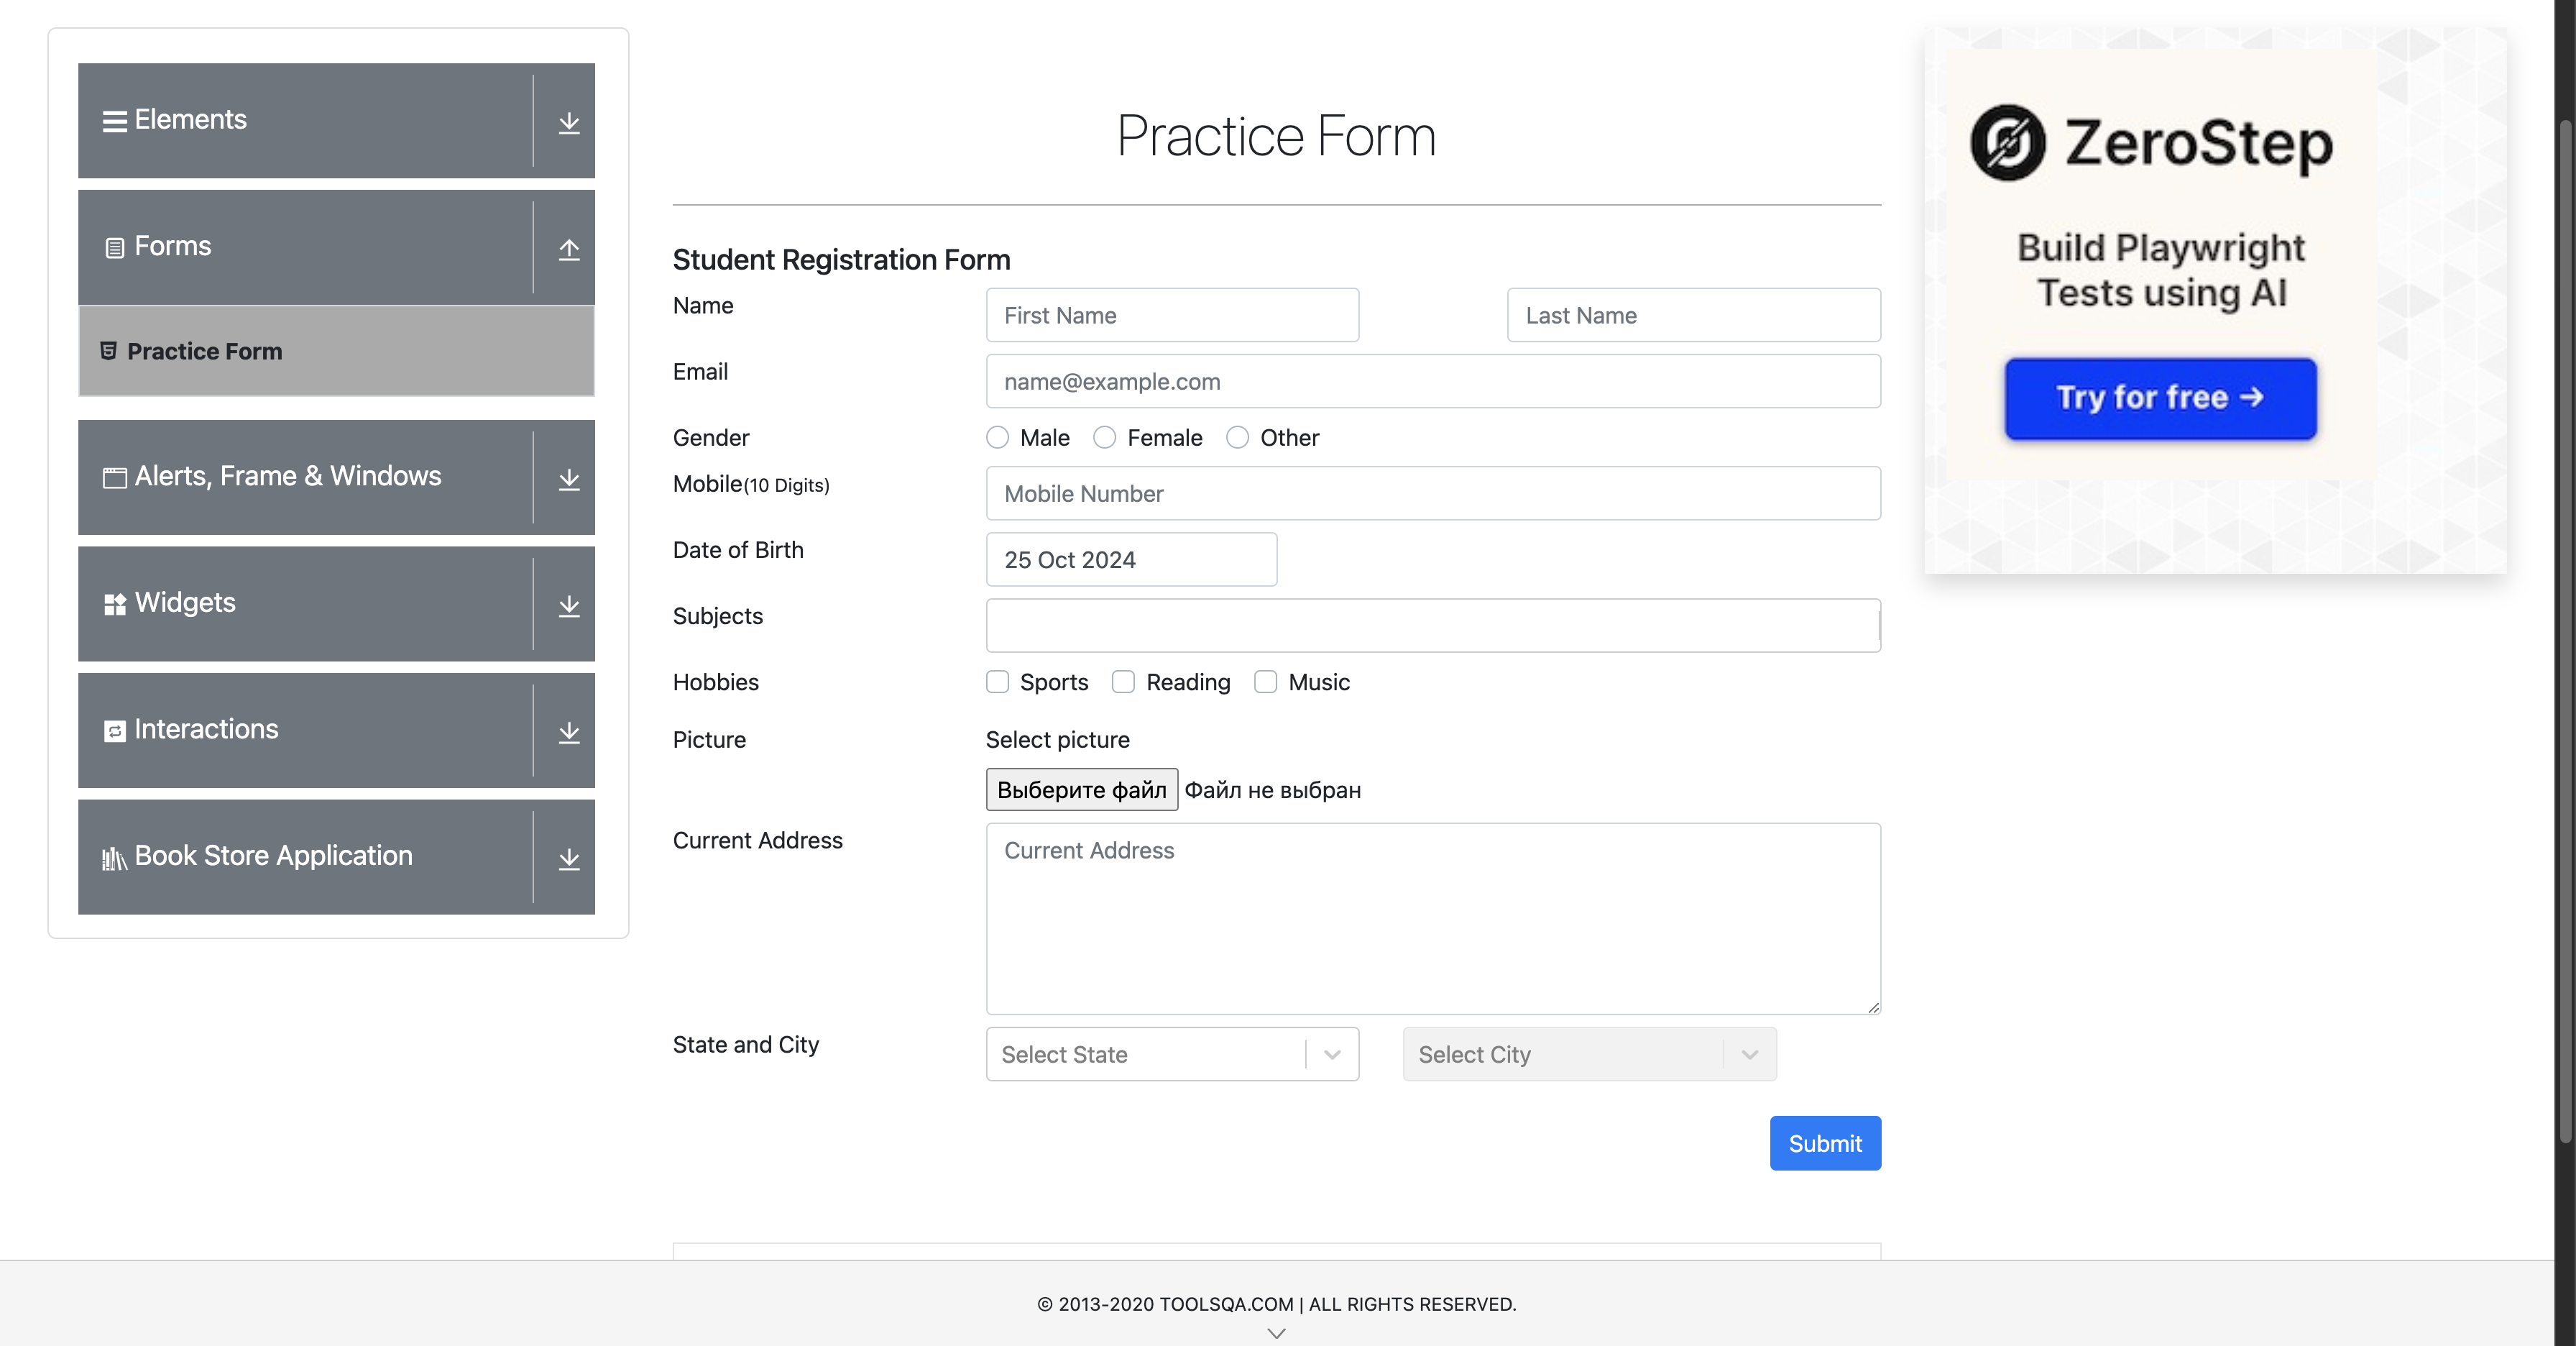 Elements
Forms
Practice Form
Alerts, Frame & Windows
Widgets
Interactions
Book Store Application
Practice Form
Student Registration Form
Name First Name Last Name
Email name@example.com
Gender Male Female Other
Mobile(10 Digits) Mobile Number
Date of Birth 25 Oct 2024
Subjects
Hobbies Sports Reading Music
Picture Select picture
Выберите файл Файл не выбран
Current Address Current Address
State and City Select State Select City
Submit
ZeroStep
Build Playwright
Tests using AI
Try for free →
© 2013-2020 TOOLSQA.COM | ALL RIGHTS RESERVED.